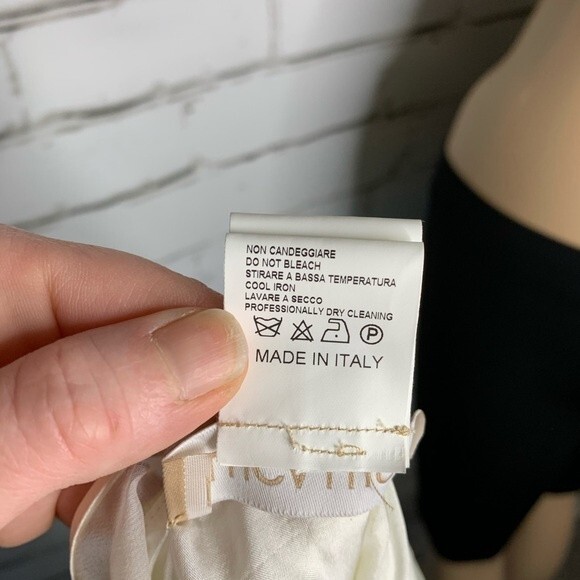 NON CANDEGGIARE
DO NOT BLEACH
STIRARE A BASSA TEMPERATURA
COOL IRON
LAVARE A SECCO
PROFESSIONALLY DRY CLEANING
P
MADE IN ITALY